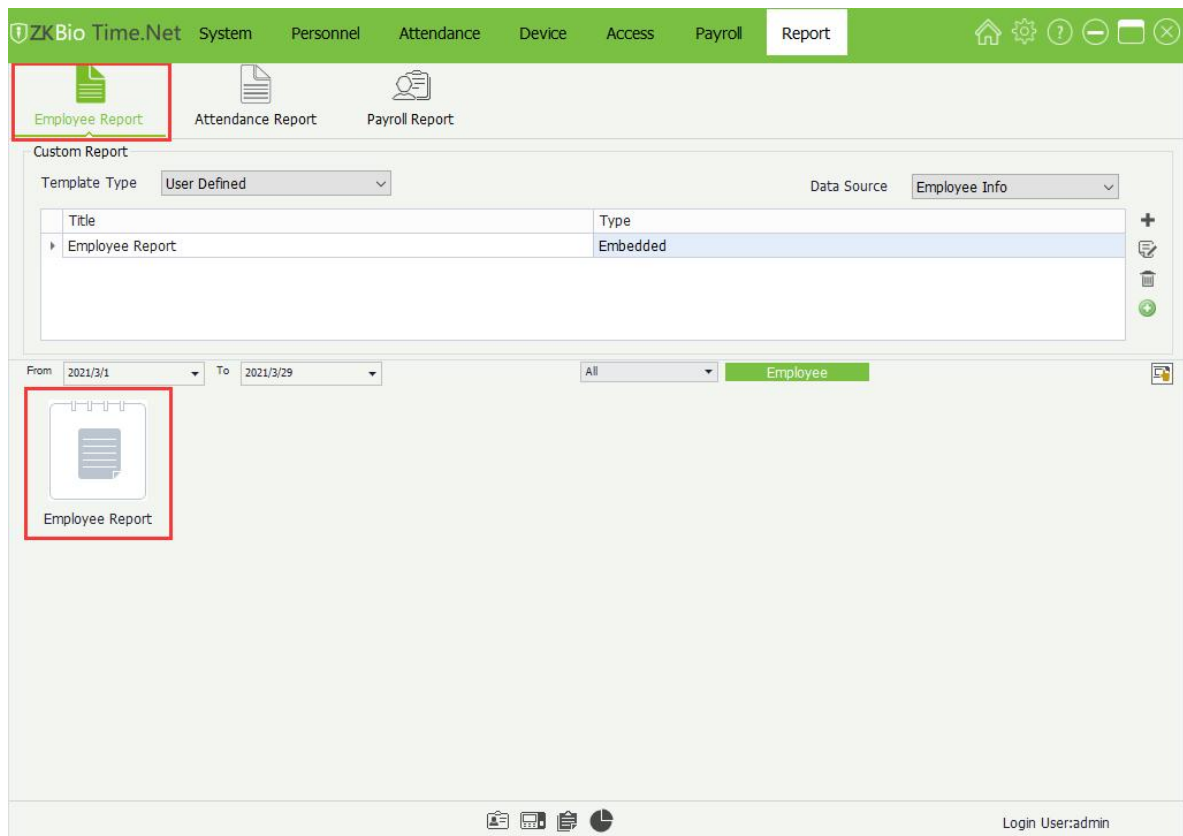 ZKBio Time.Net System Personnel Attendance Device Access Payroll Report
Employee Report Attendance Report Payroll Report
Custom Report
Template Type User Defined Data Source Employee Info
Title Type
Employee Report Embedded
From 2021/3/1 To 2021/3/29 All Employee
Employee Report
Login User:admin